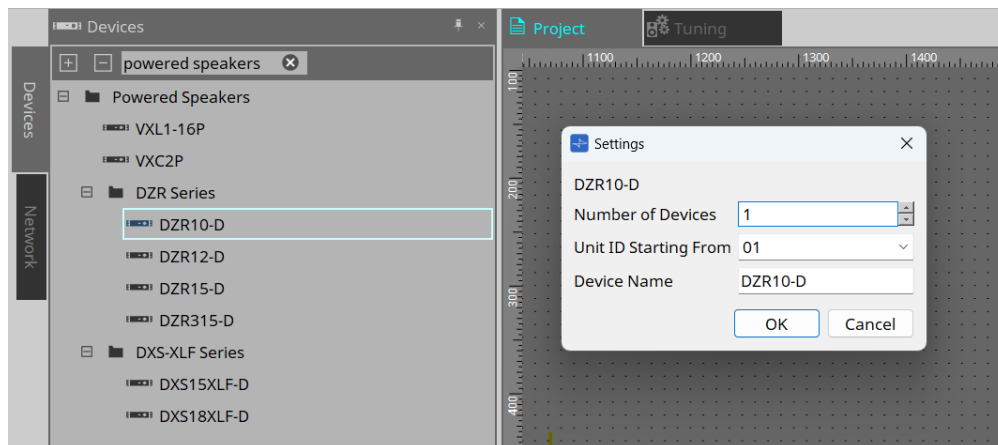 Devices
Project
Tuning
powered speakers
1100
1200
1300
1400
Devices
Network
Powered Speakers
VXL1-16P
VXC2P
DZR Series
DZR10-D
DZR12-D
DZR15-D
DZR315-D
DXS-XLF Series
DXS15XLF-D
DXS18XLF-D
100
200
300
400
Settings
DZR10-D
Number of Devices 1
Unit ID Starting From 01
Device Name DZR10-D
OK Cancel